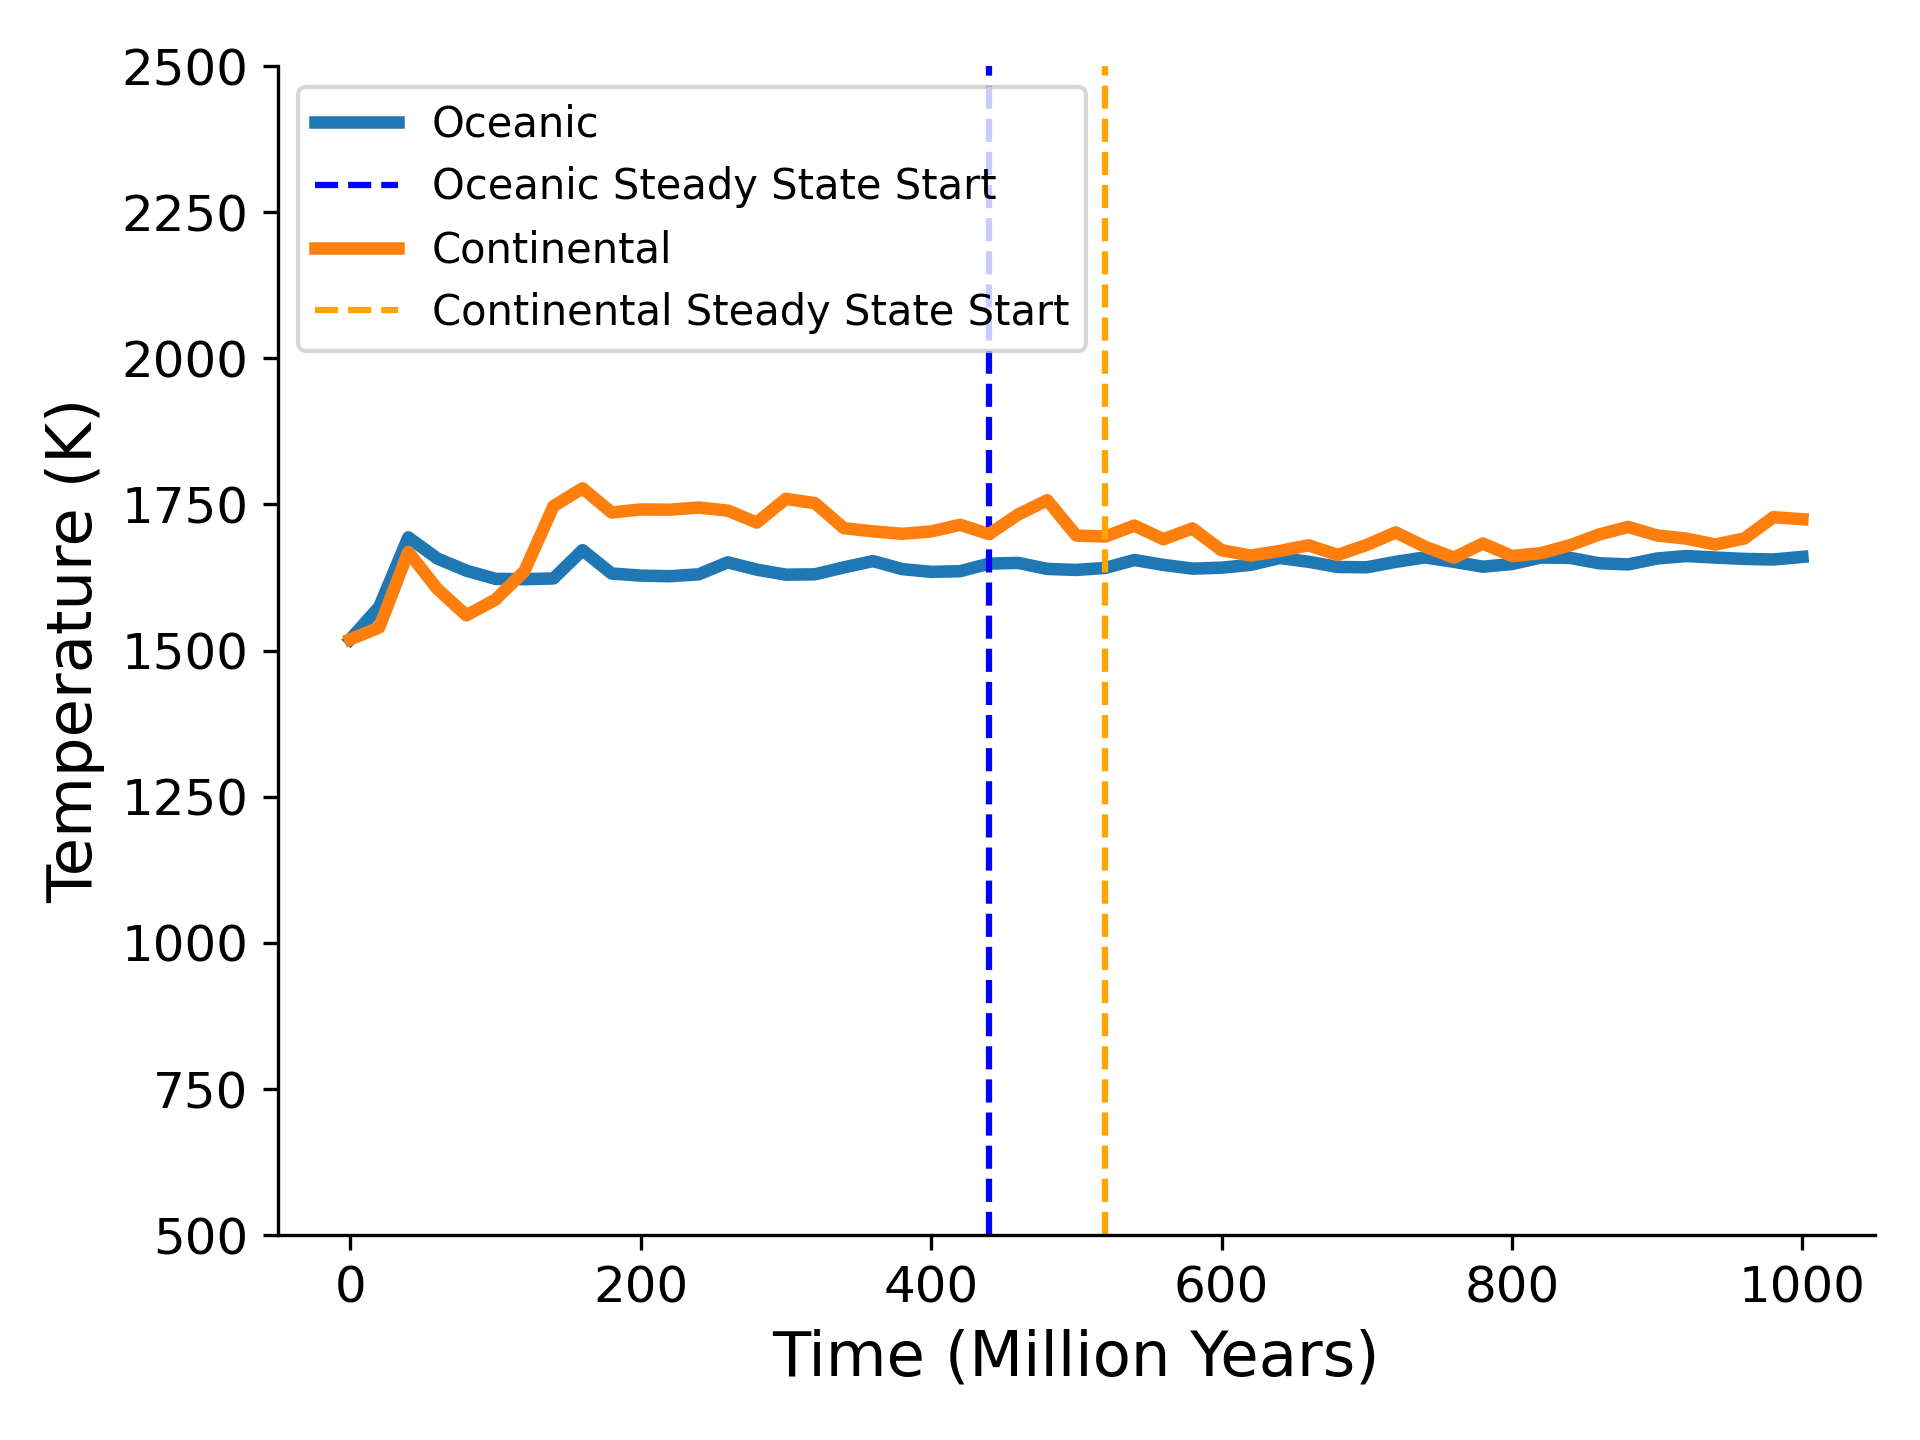 2500
2250
2000
1750
1500
1250
1000
750
500
Temperature (K)
Oceanic
Oceanic Steady State Start
Continental
Continental Steady State Start
0 200 400 600 800 1000
Time (Million Years)